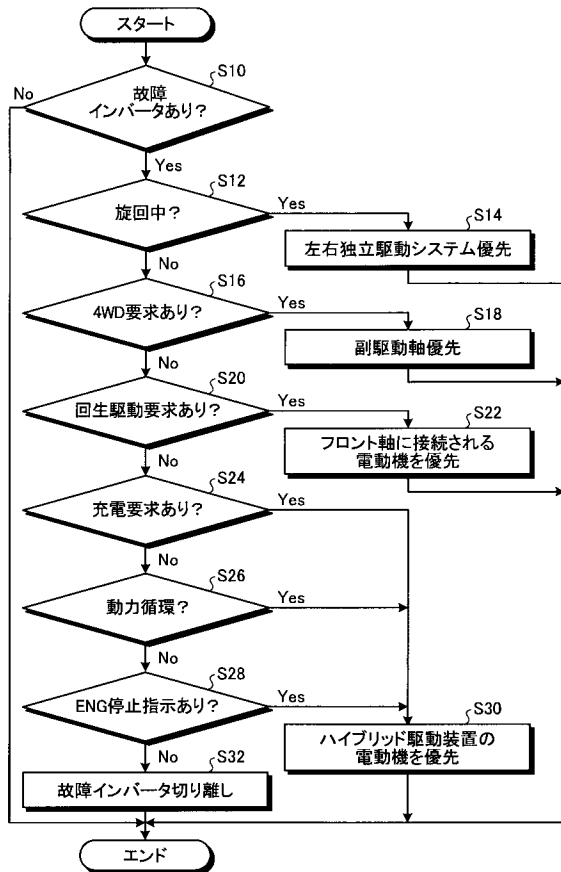 スタート
S10
No
故障
インバータあり?
Yes
S12
旋回中?
Yes
S14
左右独立駆動システム優先
No
S16
4WD要求あり?
Yes
S18
副駆動軸優先
No
S20
回生駆動要求あり?
Yes
S22
フロント軸に接続される
電動機を優先
No
S24
充電要求あり?
Yes
No
S26
動力循環?
Yes
No
S28
ENG停止指示あり?
Yes
S30
ハイブリッド駆動装置の
電動機を優先
No
S32
故障インバータ切り離し
エンド